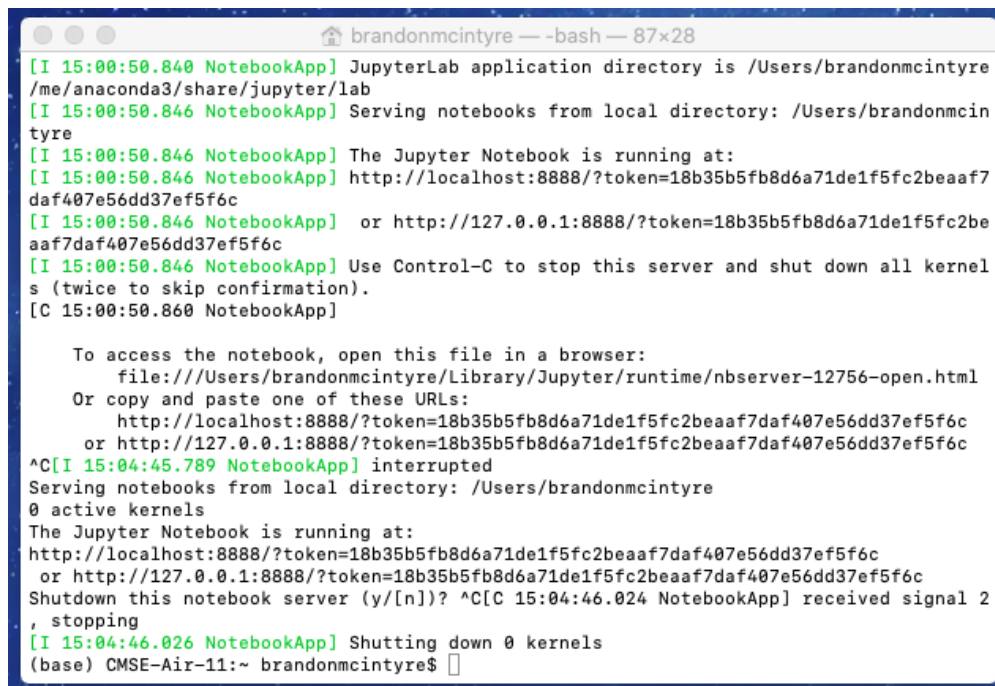 brandonmcintyre — -bash — 87×28
[I 15:00:50.840 NotebookApp] JupyterLab application directory is /Users/brandonmcintyre
/me/anaconda3/share/jupyter/lab
[I 15:00:50.846 NotebookApp] Serving notebooks from local directory: /Users/brandonmcin
tyre
[I 15:00:50.846 NotebookApp] The Jupyter Notebook is running at:
[I 15:00:50.846 NotebookApp] http://localhost:8888/?token=18b35b5fb8d6a71de1f5fc2beaaf7
daf407e56dd37ef5f6c
[I 15:00:50.846 NotebookApp]  or http://127.0.0.1:8888/?token=18b35b5fb8d6a71de1f5fc2be
aaf7daf407e56dd37ef5f6c
[I 15:00:50.846 NotebookApp] Use Control-C to stop this server and shut down all kernel
s (twice to skip confirmation).
[C 15:00:50.860 NotebookApp]
    To access the notebook, open this file in a browser:
        file:///Users/brandonmcintyre/Library/Jupyter/runtime/nbserver-12756-open.html
    Or copy and paste one of these URLs:
        http://localhost:8888/?token=18b35b5fb8d6a71de1f5fc2beaaf7daf407e56dd37ef5f6c
     or http://127.0.0.1:8888/?token=18b35b5fb8d6a71de1f5fc2beaaf7daf407e56dd37ef5f6c
^C[I 15:04:45.789 NotebookApp] interrupted
Serving notebooks from local directory: /Users/brandonmcintyre
0 active kernels
The Jupyter Notebook is running at:
http://localhost:8888/?token=18b35b5fb8d6a71de1f5fc2beaaf7daf407e56dd37ef5f6c
 or http://127.0.0.1:8888/?token=18b35b5fb8d6a71de1f5fc2beaaf7daf407e56dd37ef5f6c
Shutdown this notebook server (y/[n])? ^C[C 15:04:46.024 NotebookApp] received signal 2
, stopping
[I 15:04:46.026 NotebookApp] Shutting down 0 kernels
(base) CMSE-Air-11:~ brandonmcintyre$